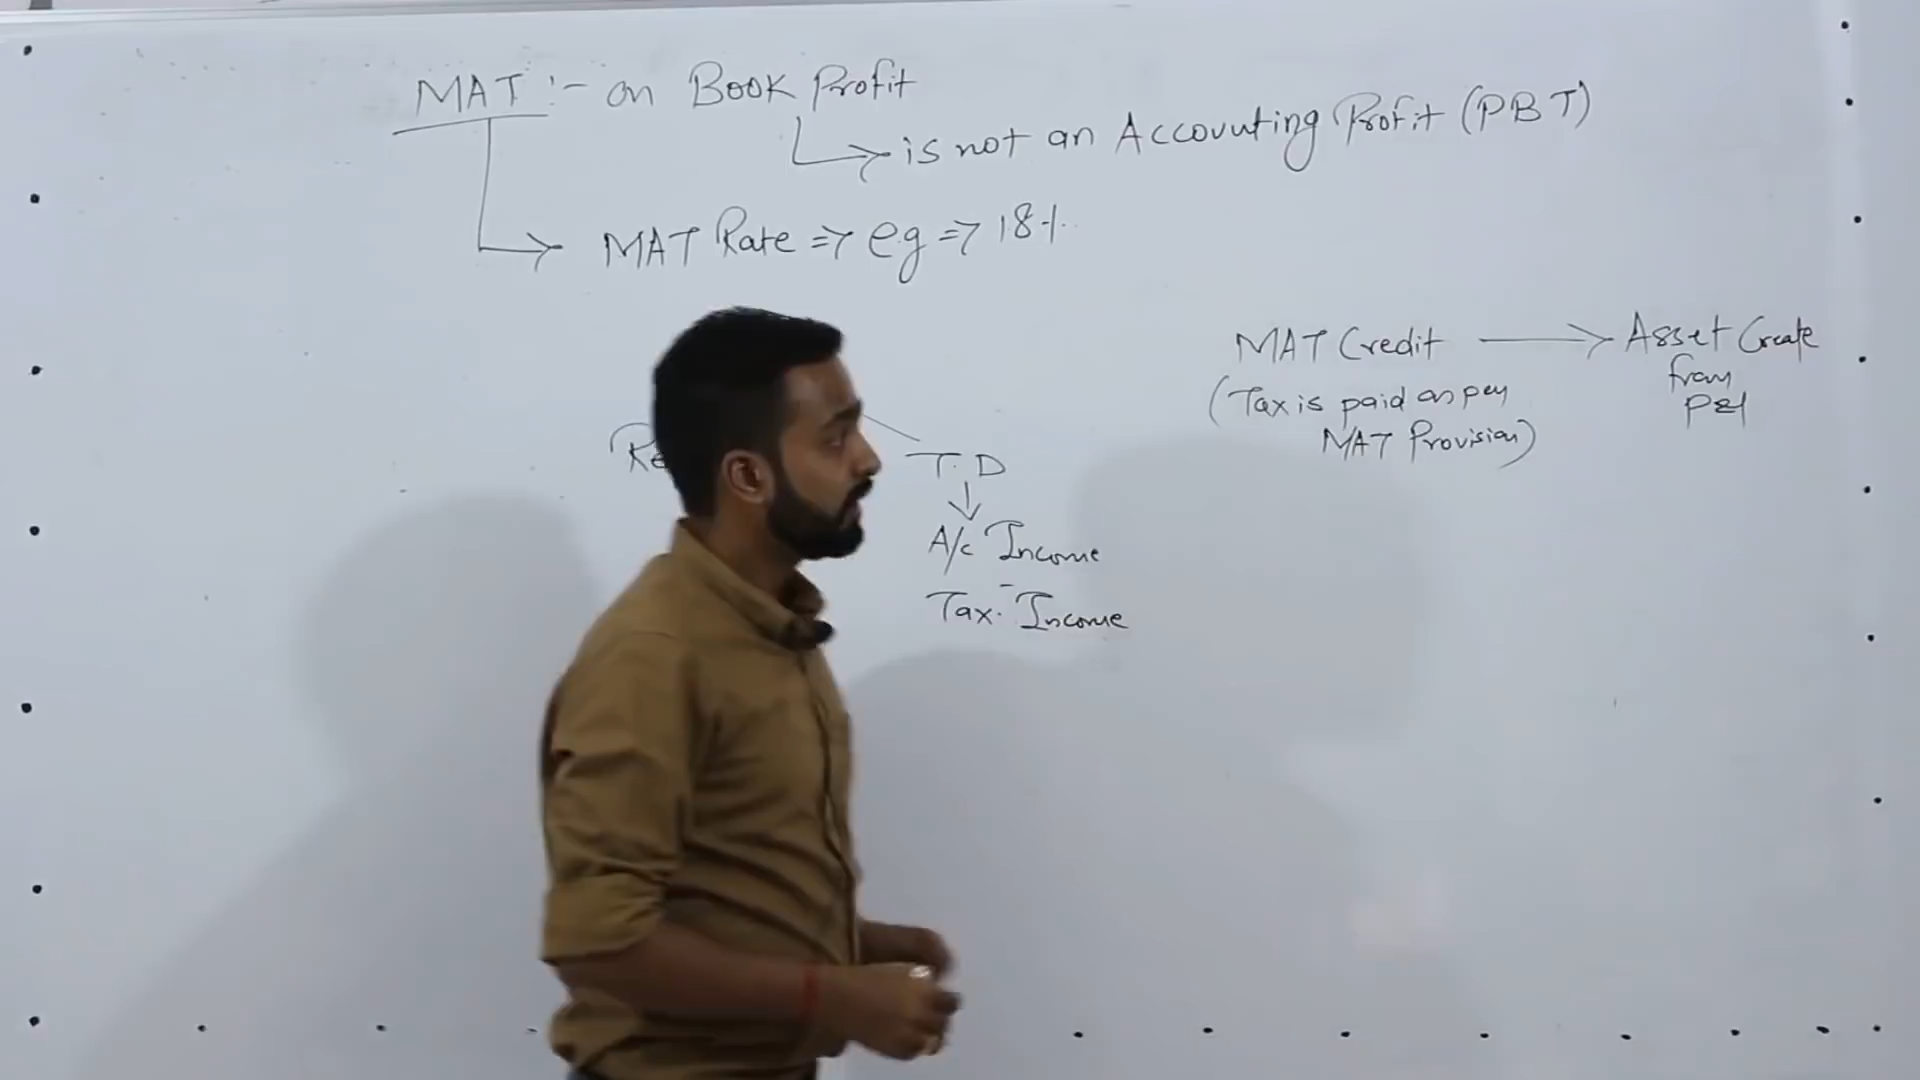 MAT :- on Book Profit
is not an Accounting Profit (PBT)
MAT Rate => eg => 18%.
MAT Credit → Asset Create
from
P&l
(Tax is paid as per
MAT Provision)
T.D
A/c Income
Tax. Income